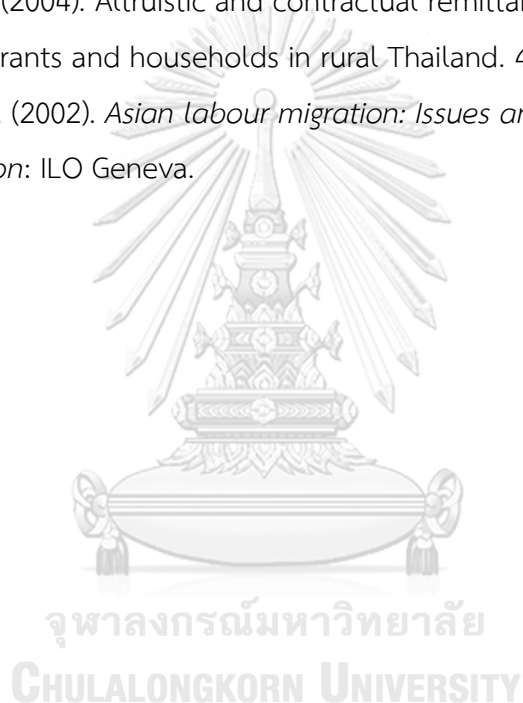 (2004). Altruistic and contractual remittan
rants and households in rural Thailand. 4
(2002). Asian labour migration: Issues an
on: ILO Geneva.
จุฬาลงกรณ์มหาวิทยาลัย
CHULALONGKORN UNIVERSITY